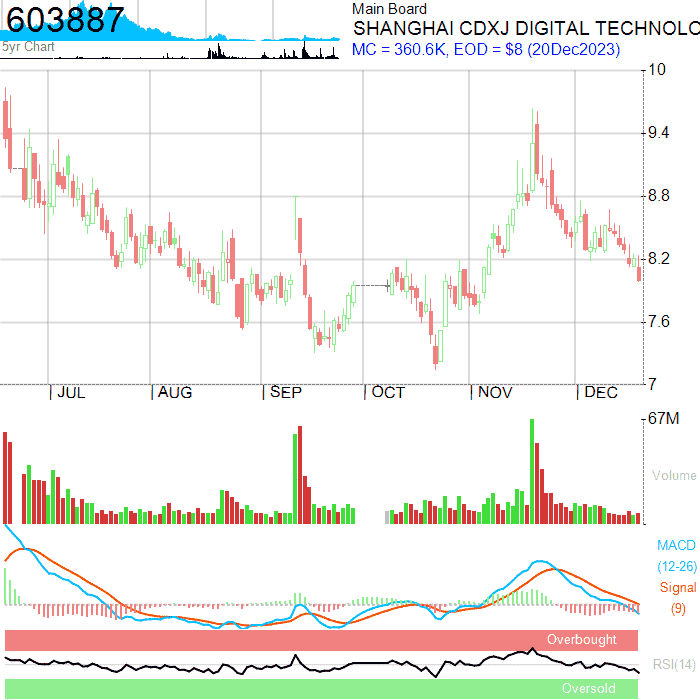 603887
Main Board
SHANGHAI CDXJ DIGITAL TECHNOLO
5yr Chart
MC = 360.6K, EOD = $8 (20Dec2023)
10
9.4
8.8
8.2
7.6
7
JUL AUG SEP OCT NOV DEC
67M
Volume
MACD
(12-26)
Signal
(9)
Overbought
RSI(14)
Oversold